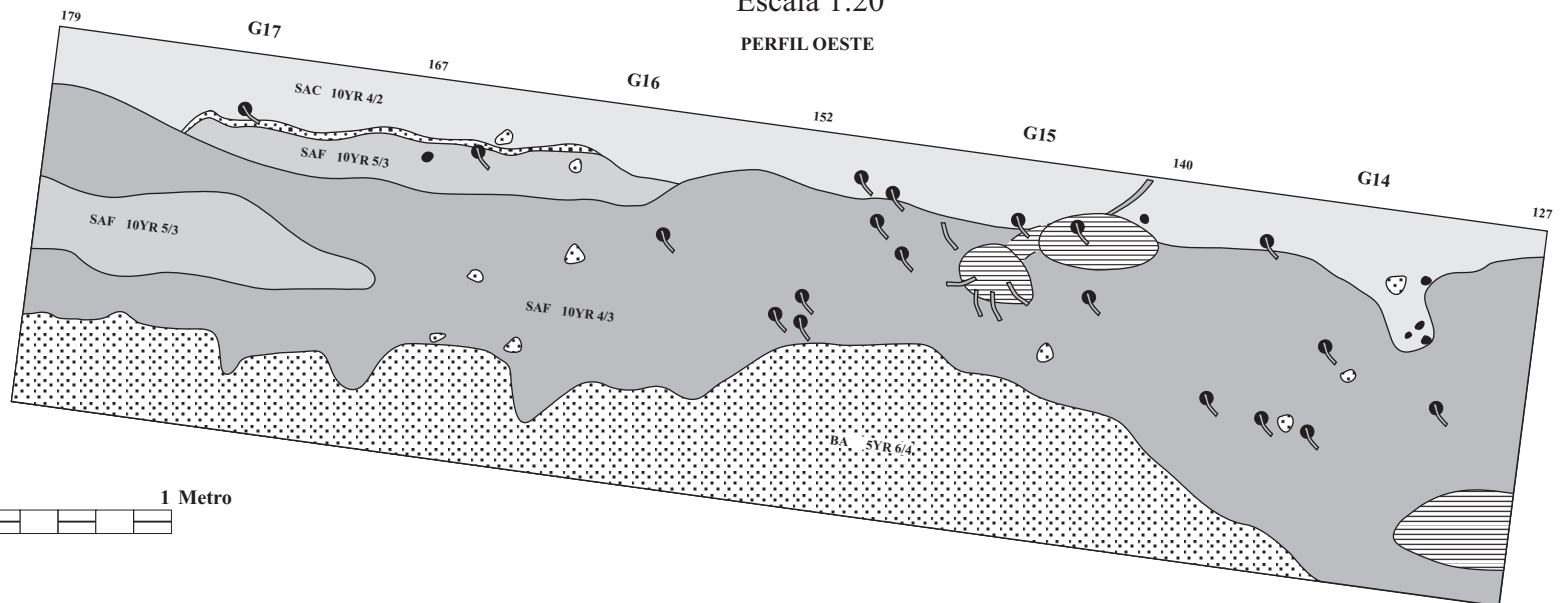 Escala 1:20
PERFIL OESTE
179
G17
167
G16
152
G15
140
G14
127
SAC 10YR 4/2
SAF 10YR 5/3
SAF 10YR 5/3
SAF 10YR 4/3
BA 5YR 6/4
1 Metro